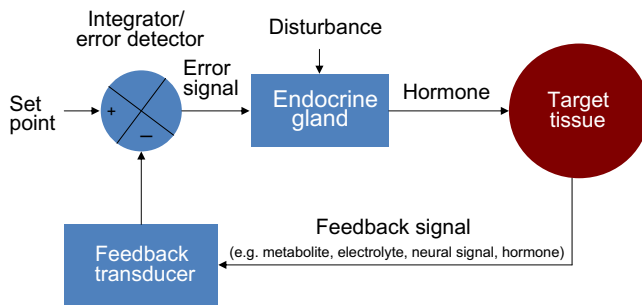 Integrator/
error detector
Disturbance
Error
signal
Set
point
+
−
Endocrine
gland
Hormone
Target
tissue
Feedback signal
(e.g. metabolite, electrolyte, neural signal, hormone)
Feedback
transducer